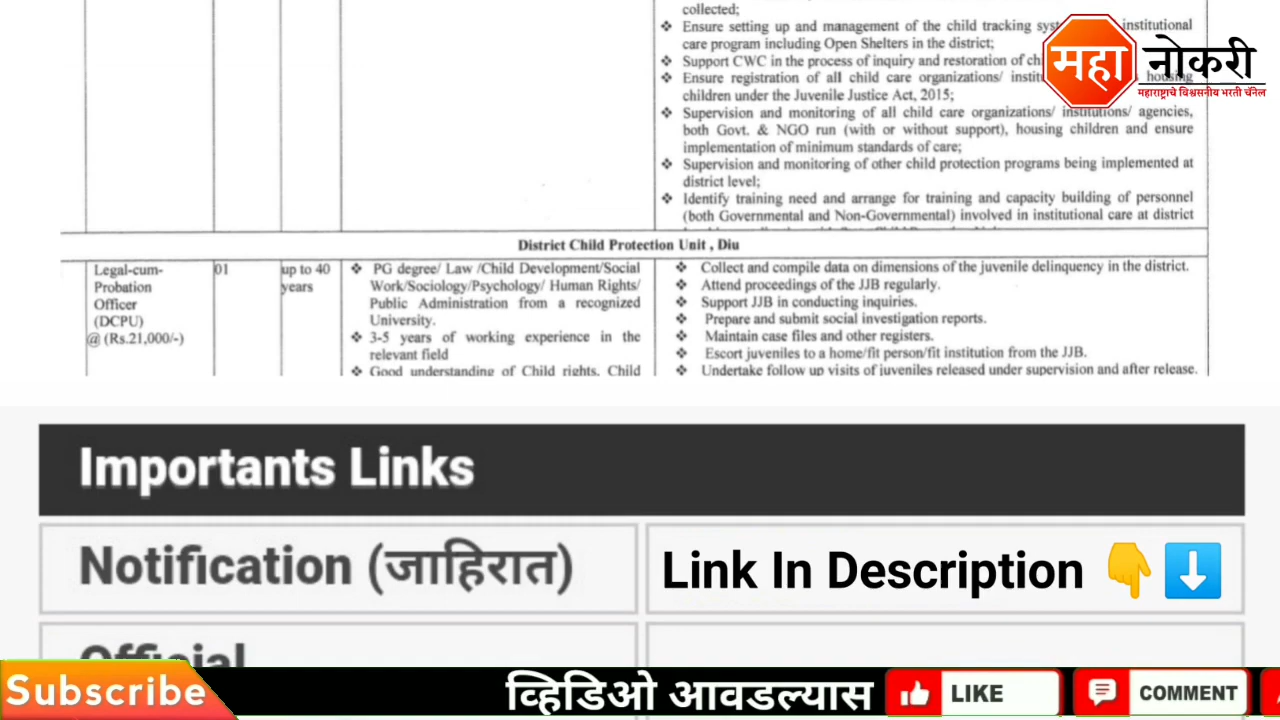 collected;
❖ Ensure setting up and management of the child tracking institutional
care program including Open Shelters in the district;
❖ Support CWC in the process of inquiry and restoration of
❖ Ensure registration of all child care organizations/ housing
children under the Juvenile Justice Act, 2015;
❖ Supervision and monitoring of all child care organizations/ institutions/ agencies,
both Govt. & NGO run (with or without support), housing children and ensure
implementation of minimum standards of care;
❖ Supervision and monitoring of other child protection programs being implemented at
district level;
❖ Identify training need and arrange for training and capacity building of personnel
(both Governmental and Non-Governmental) involved in institutional care at district
महा नोकरी
महाराष्ट्राचे विश्वसनीय भरती चॅनेल
District Child Protection Unit , Diu
Legal-cum-
Probation
Officer
(DCPU)
@ (Rs.21,000/-)
01
up to 40
years
❖ PG degree/ Law /Child Development/Social
Work/Sociology/Psychology/ Human Rights/
Public Administration from a recognized
University.
❖ 3-5 years of working experience in the
relevant field
❖ Good understanding of Child rights, Child
❖ Collect and compile data on dimensions of the juvenile delinquency in the district.
❖ Attend proceedings of the JJB regularly.
❖ Support JJB in conducting inquiries.
❖ Prepare and submit social investigation reports.
❖ Maintain case files and other registers.
❖ Escort juveniles to a home/fit person/fit institution from the JJB.
❖ Undertake follow up visits of juveniles released under supervision and after release.
Importants Links
Notification (जाहिरात)
Link In Description 👇 ⬇️
Official
Subscribe
व्हिडिओ आवडल्यास
LIKE
COMMENT